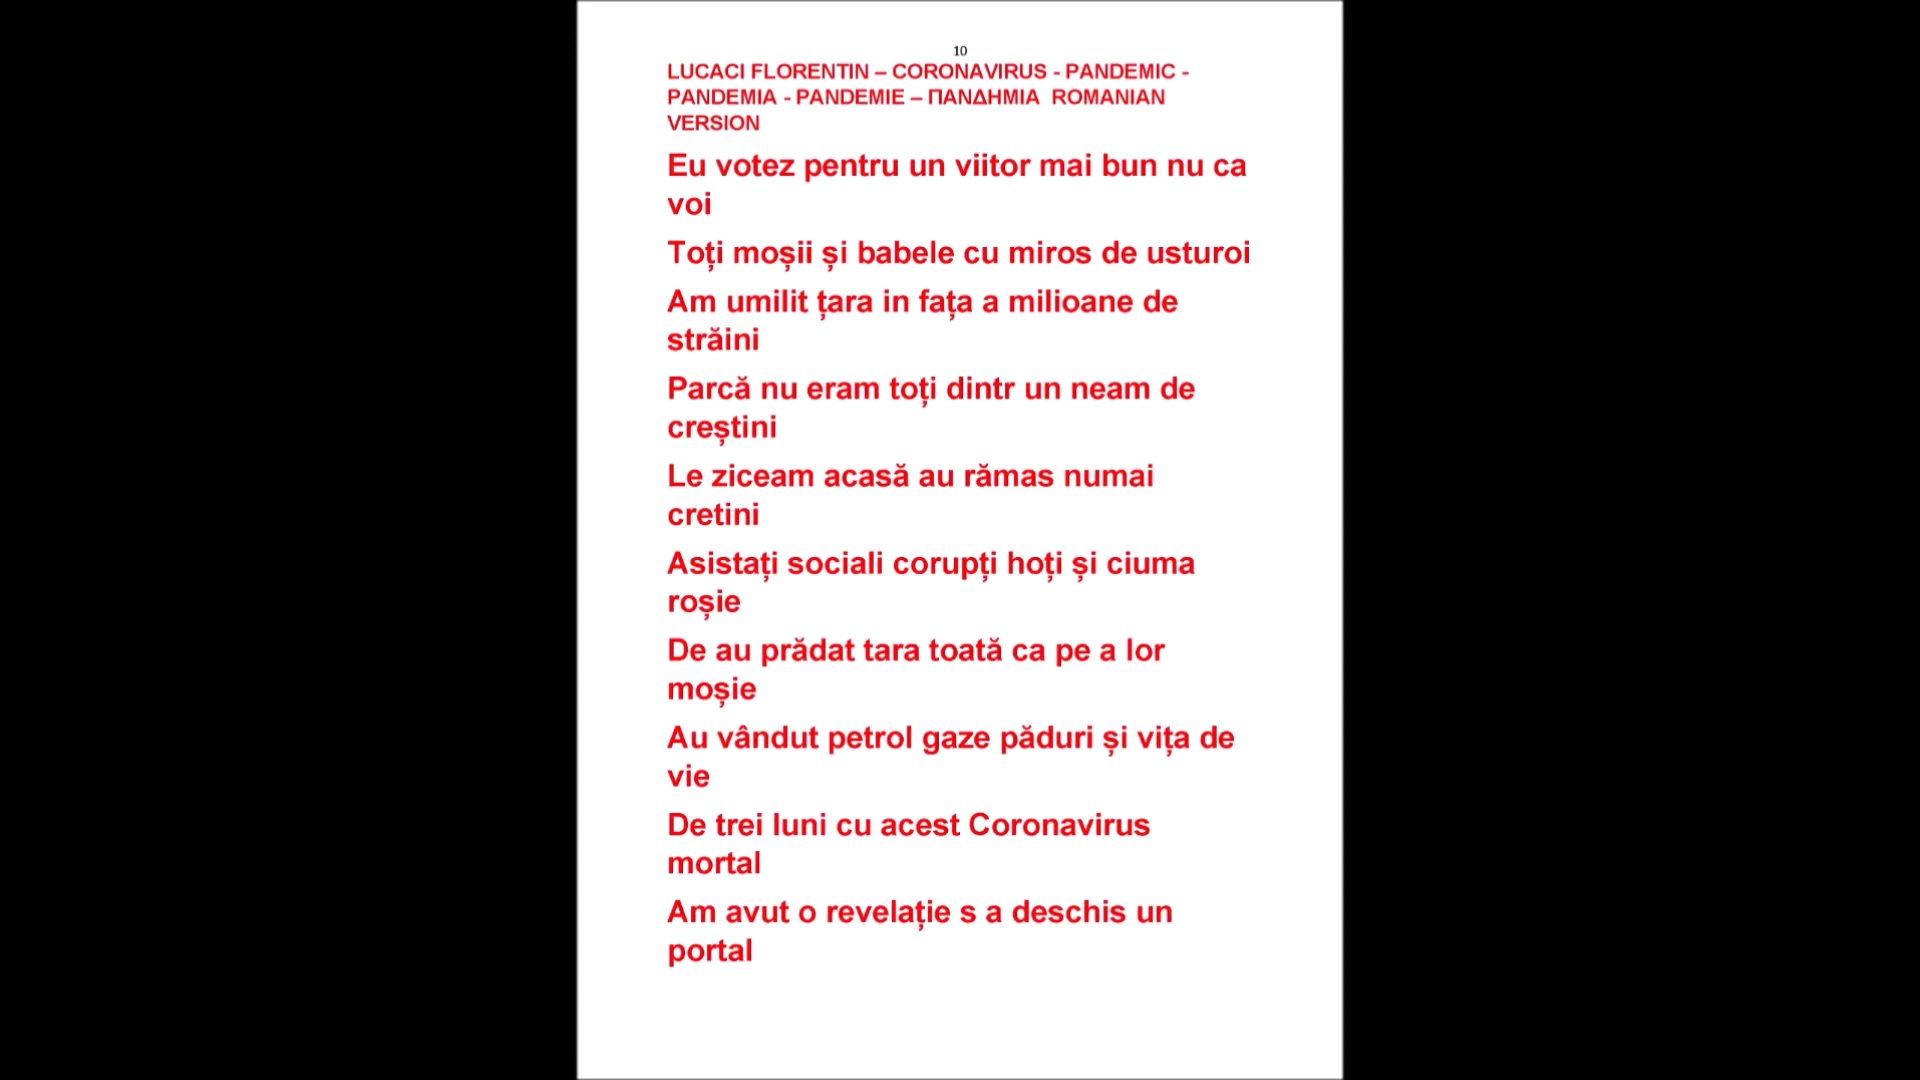 10
LUCACI FLORENTIN – CORONAVIRUS - PANDEMIC -
PANDEMIA - PANDEMIE – ΠΑΝΔΗΜΙΑ  ROMANIAN
VERSION
Eu votez pentru un viitor mai bun nu ca
voi
Toți moșii și babele cu miros de usturoi
Am umilit țara in fața a milioane de
străini
Parcă nu eram toți dintr un neam de
creștini
Le ziceam acasă au rămas numai
cretini
Asistați sociali corupți hoți și ciuma
roșie
De au prădat tara toată ca pe a lor
moșie
Au vândut petrol gaze păduri și vița de
vie
De trei luni cu acest Coronavirus
mortal
Am avut o revelație s a deschis un
portal